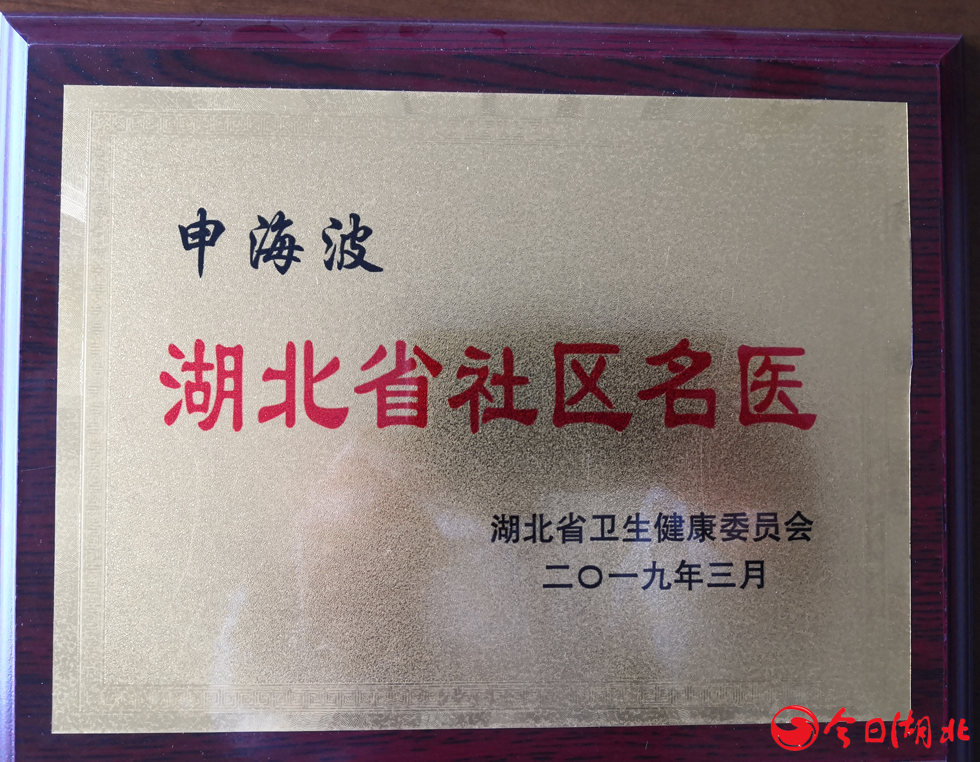 申海波
湖北省社区名医
湖北省卫生健康委员会
二〇一九年三月
今日湖北